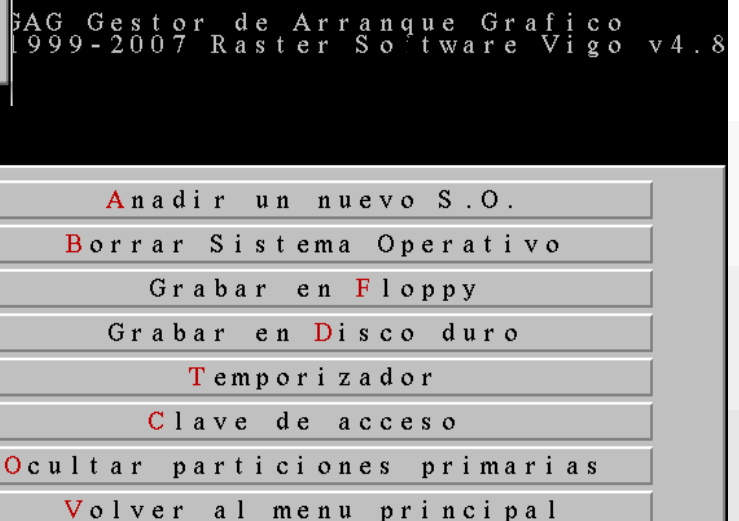 GAG Gestor de Arranque Grafico
1999-2007 Raster Software Vigo v4.8
Anadir un nuevo S.O.
Borrar Sistema Operativo
Grabar en Floppy
Grabar en Disco duro
Temporizador
Clave de acceso
Ocultar particiones primarias
Volver al menu principal